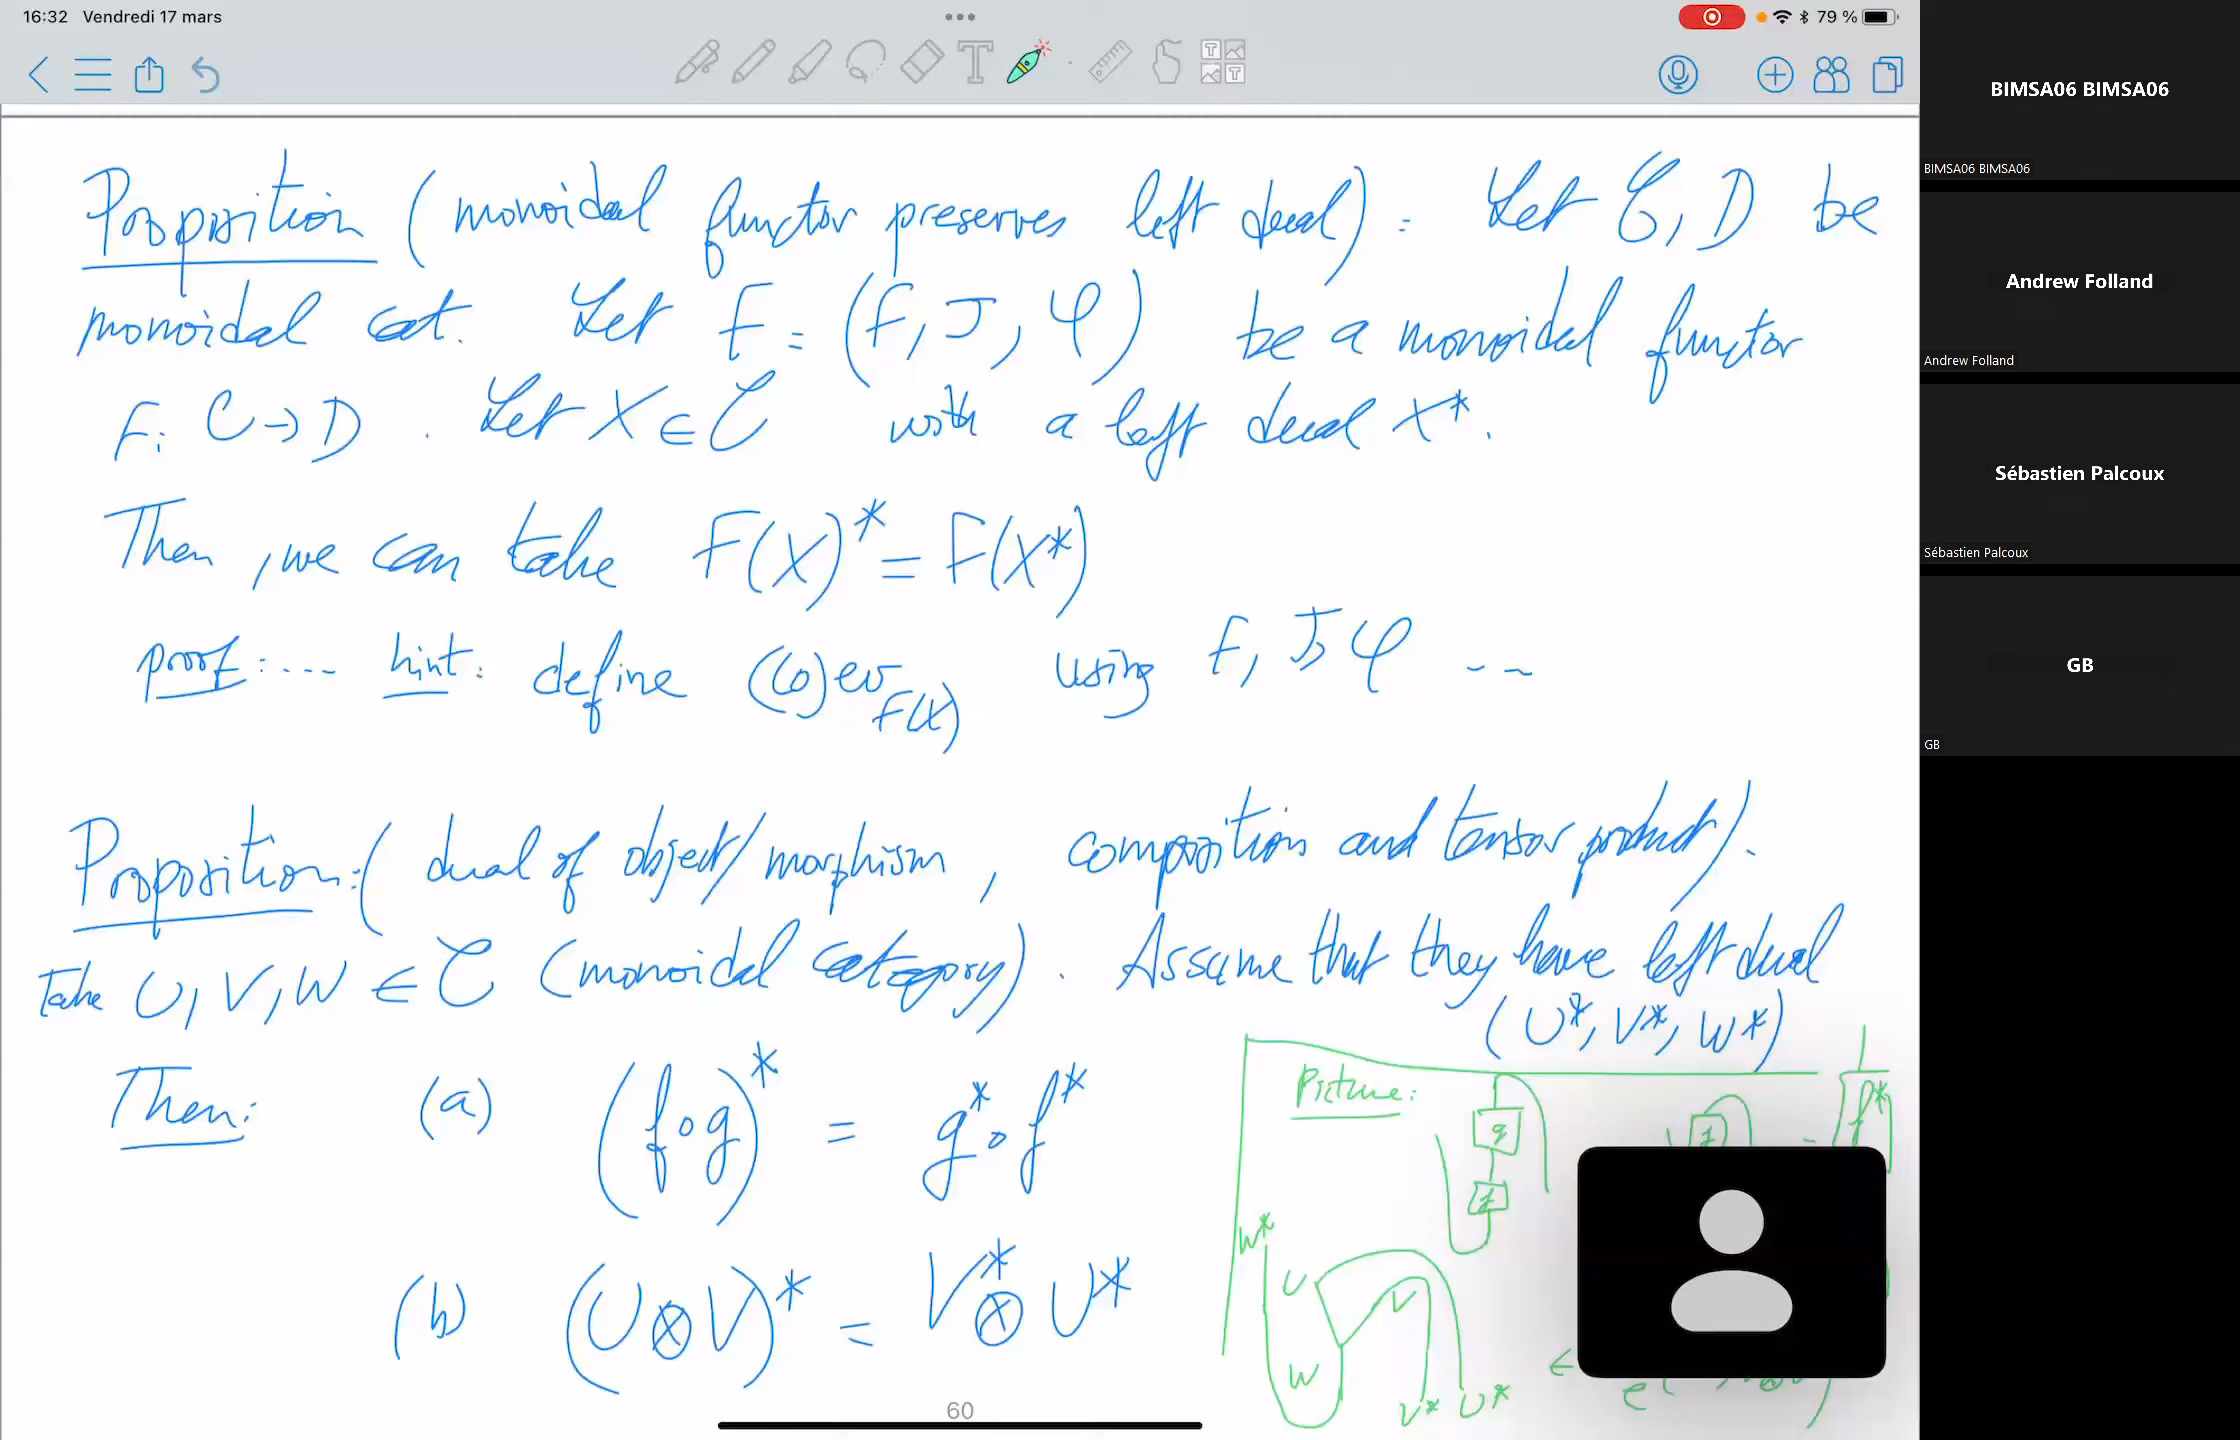 16:32 Vendredi 17 mars
79 %
Proposition (monoidal functor preserves left dual): Let C, D be
monoidal cat. Let F = (F, J, φ) be a monoidal functor
F: C → D. Let X ∈ C with a left dual X*.
Then, we can take F(X)* = F(X*)
proof: .... hint: define (co)ev_F(X) using F, J, φ ...
Proposition: (dual of object/morphism, composition and tensor product).
Take U, V, W ∈ C (monoidal category). Assume that they have left dual
(U*, V*, W*)
Then: (a) (f∘g)* = g*∘f*
(b) (U⊗V)* = V*⊗U*
Picture:
g
f
f*
W*
U
V
W
V* U*
60
BIMSA06 BIMSA06
BIMSA06 BIMSA06
Andrew Folland
Andrew Folland
Sébastien Palcoux
Sébastien Palcoux
GB
GB